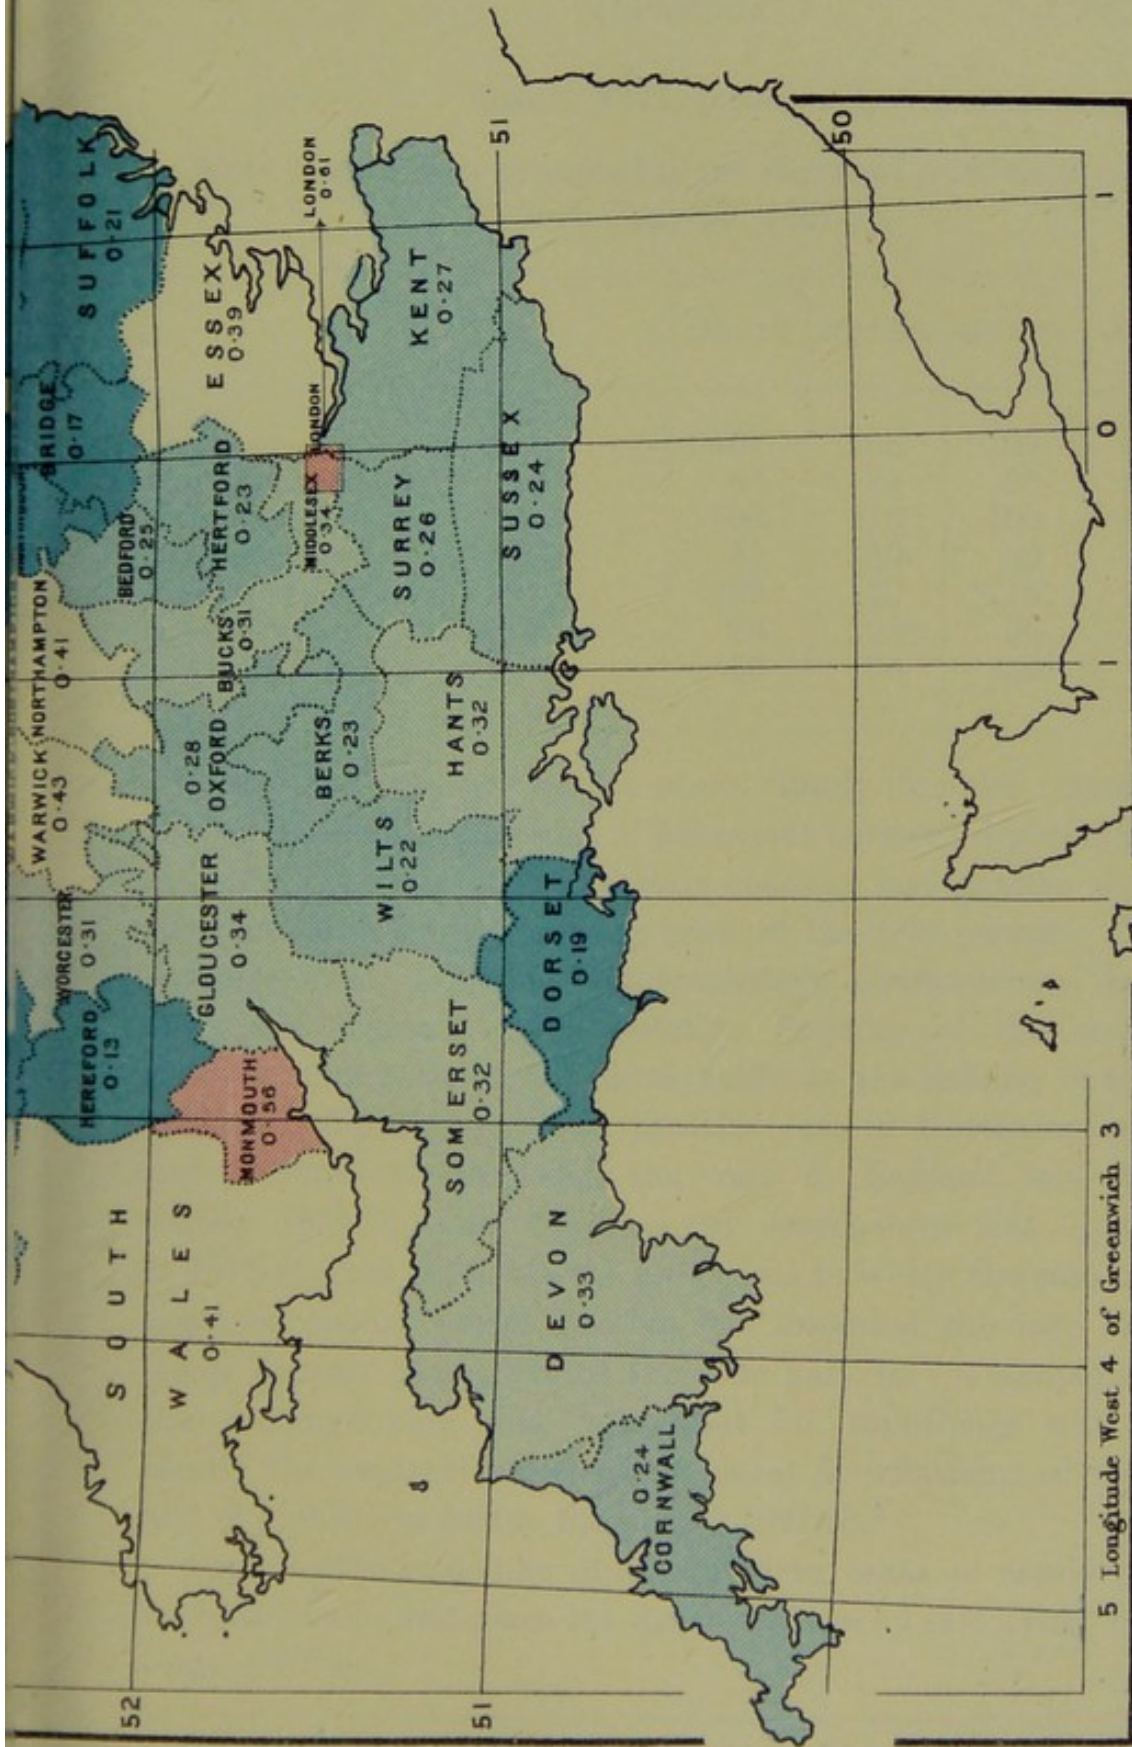 SUFFOLK
0·21
BRIDGE
0·17
NORTHAMPTON
0·41
WARWICK
0·43
WORCESTER
0·31
HEREFORD
0·13
BEDFORD
0·25
ESSEX
0·39
HERTFORD
0·23
BUCKS
0·31
0·28
OXFORD
GLOUCESTER
0·34
MONMOUTH
0·56
SOUTH
WALES
0·41
LONDON
0·61
LONDON
MIDDLESEX
0·34
BERKS
0·23
WILTS
0·22
KENT
0·27
SURREY
0·26
HANTS
0·32
SOMERSET
0·32
SUSSEX
0·24
DORSET
0·19
DEVON
0·33
0·24
CORNWALL
52
51
51
50
5 Longitude West 4 of Greenwich 3
1
0
1